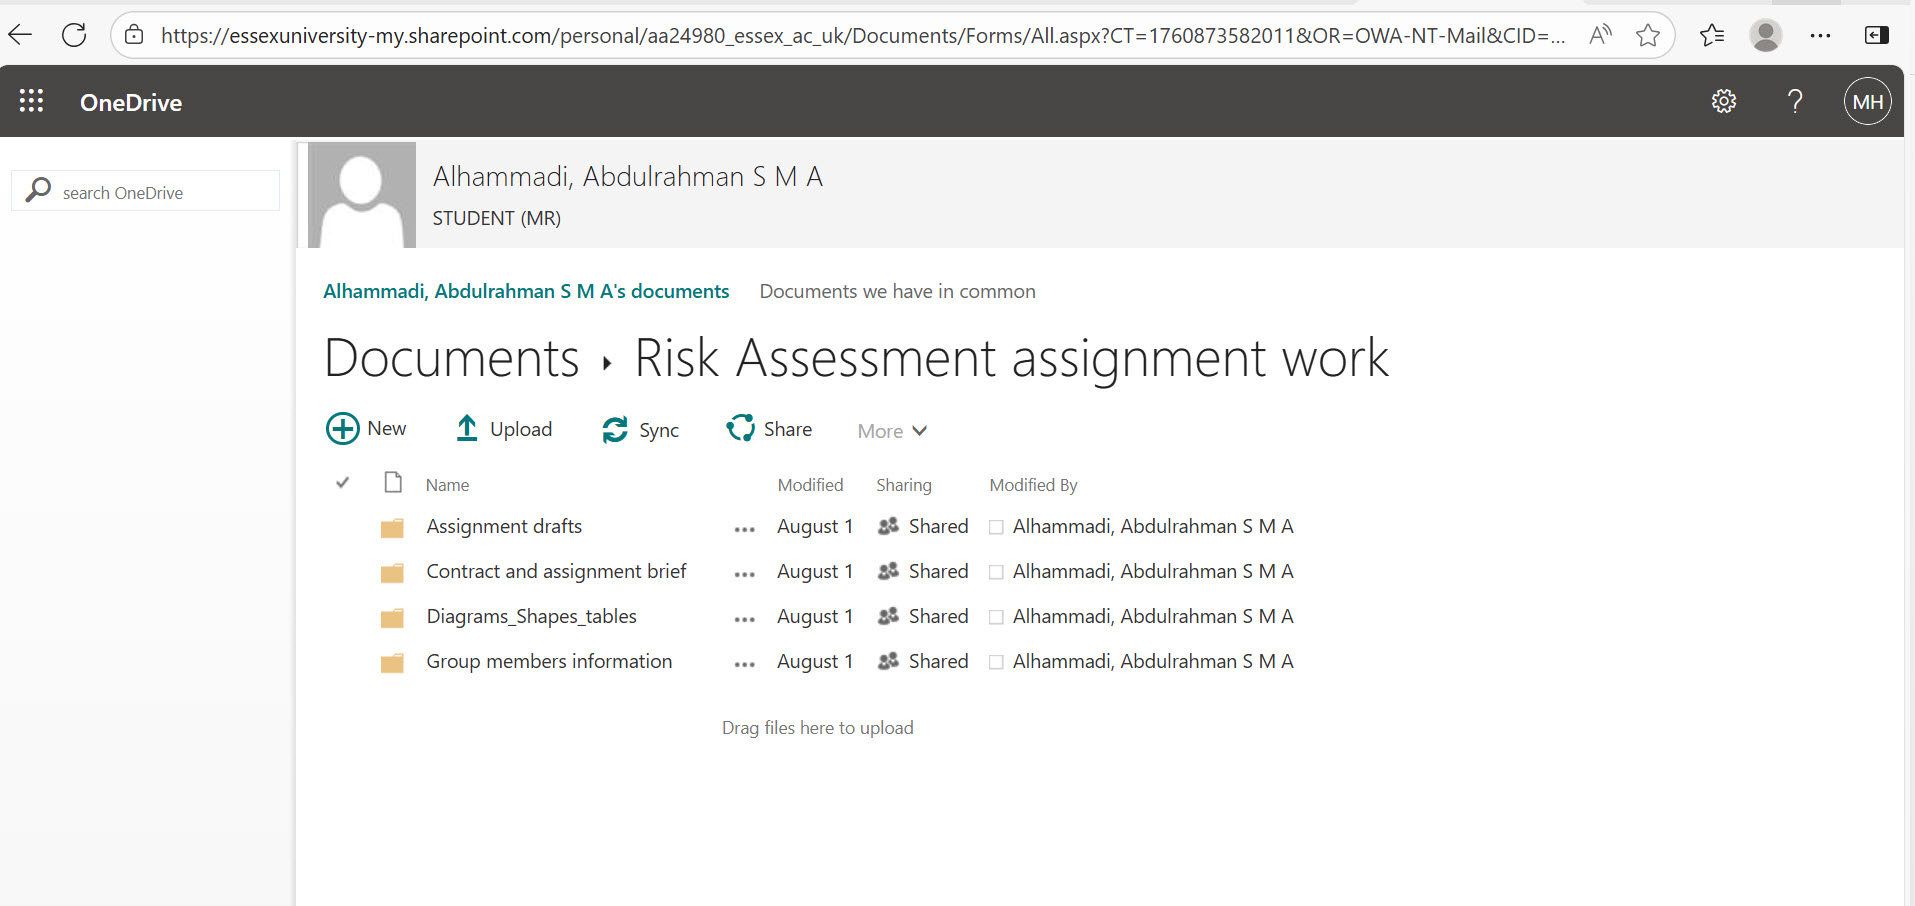 https://essexuniversity-my.sharepoint.com/personal/aa24980_essex_ac_uk/Documents/Forms/All.aspx?CT=1760873582011&OR=OWA-NT-Mail&CID=...
OneDrive
? MH
search OneDrive
Alhammadi, Abdulrahman S M A
STUDENT (MR)
Alhammadi, Abdulrahman S M A's documents Documents we have in common
Documents ▸ Risk Assessment assignment work
New Upload Sync Share More
Name Modified Sharing Modified By
Assignment drafts ... August 1 Shared Alhammadi, Abdulrahman S M A
Contract and assignment brief ... August 1 Shared Alhammadi, Abdulrahman S M A
Diagrams_Shapes_tables ... August 1 Shared Alhammadi, Abdulrahman S M A
Group members information ... August 1 Shared Alhammadi, Abdulrahman S M A
Drag files here to upload